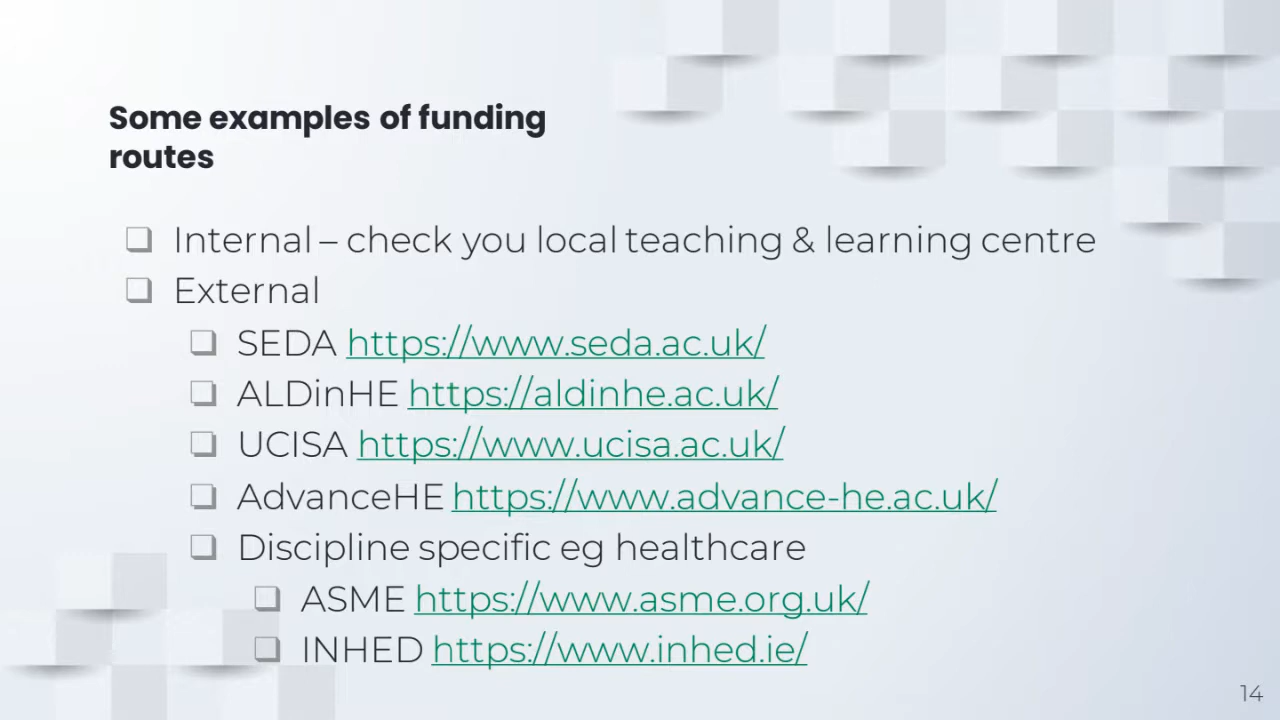 Some examples of funding
routes
Internal – check you local teaching & learning centre
External
SEDA https://www.seda.ac.uk/
ALDinHE https://aldinhe.ac.uk/
UCISA https://www.ucisa.ac.uk/
AdvanceHE https://www.advance-he.ac.uk/
Discipline specific eg healthcare
ASME https://www.asme.org.uk/
INHED https://www.inhed.ie/
14